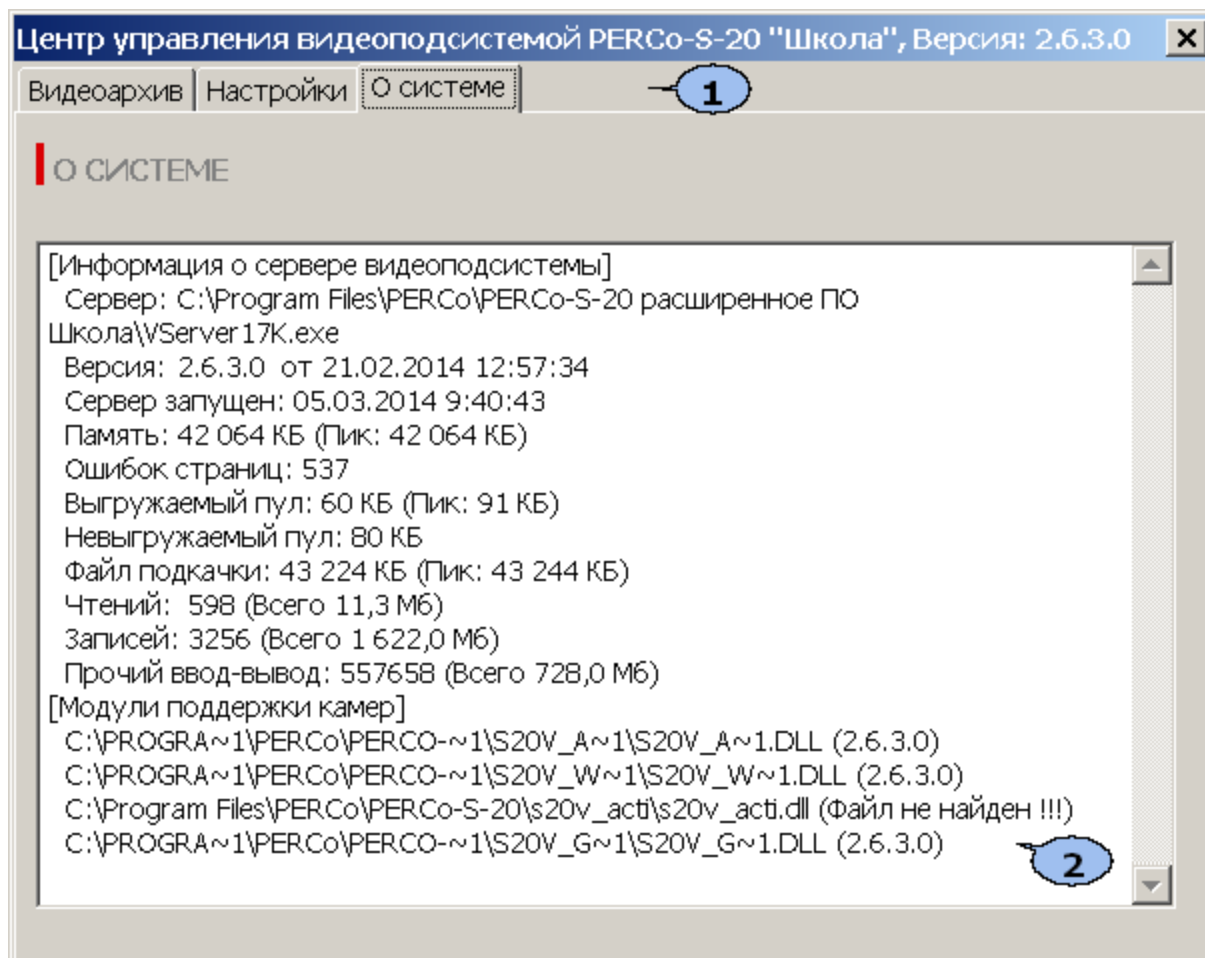 Центр управления видеоподсистемой PERCo-S-20 "Школа", Версия: 2.6.3.0
Видеоархив Настройки О системе
1
О СИСТЕМЕ
[Информация о сервере видеоподсистемы]
Сервер: C:\Program Files\PERCo\PERCo-S-20 расширенное ПО
Школа\VServer17K.exe
Версия: 2.6.3.0 от 21.02.2014 12:57:34
Сервер запущен: 05.03.2014 9:40:43
Память: 42 064 КБ (Пик: 42 064 КБ)
Ошибок страниц: 537
Выгружаемый пул: 60 КБ (Пик: 91 КБ)
Невыгружаемый пул: 80 КБ
Файл подкачки: 43 224 КБ (Пик: 43 244 КБ)
Чтений: 598 (Всего 11,3 Мб)
Записей: 3256 (Всего 1 622,0 Мб)
Прочий ввод-вывод: 557658 (Всего 728,0 Мб)
[Модули поддержки камер]
C:\PROGRA~1\PERCo\PERCO-~1\S20V_A~1\S20V_A~1.DLL (2.6.3.0)
C:\PROGRA~1\PERCo\PERCO-~1\S20V_W~1\S20V_W~1.DLL (2.6.3.0)
C:\Program Files\PERCo\PERCo-S-20\s20v_acti\s20v_acti.dll (Файл не найден !!!)
C:\PROGRA~1\PERCo\PERCO-~1\S20V_G~1\S20V_G~1.DLL (2.6.3.0)
2